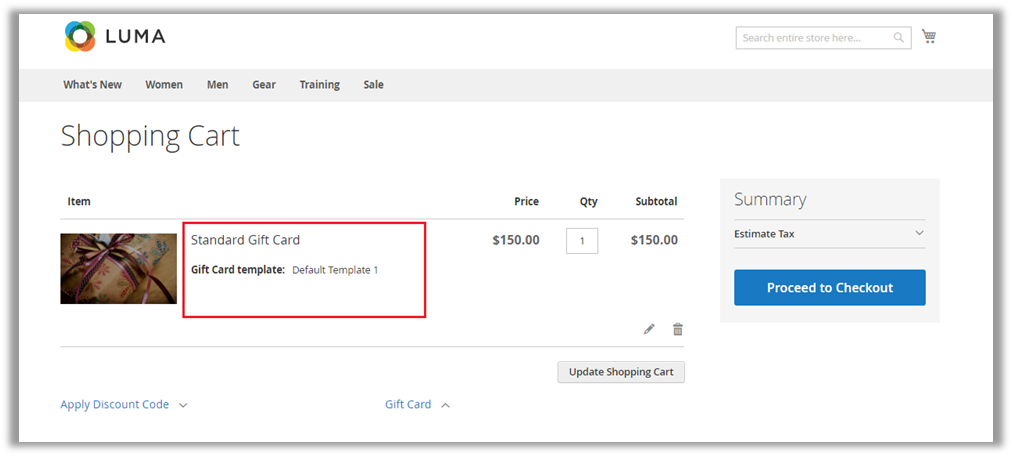 LUMA
Search entire store here...
What's New Women Men Gear Training Sale
Shopping Cart
Item Price Qty Subtotal
Standard Gift Card $150.00 1 $150.00
Gift Card template: Default Template 1
Summary
Estimate Tax
Proceed to Checkout
Update Shopping Cart
Apply Discount Code Gift Card